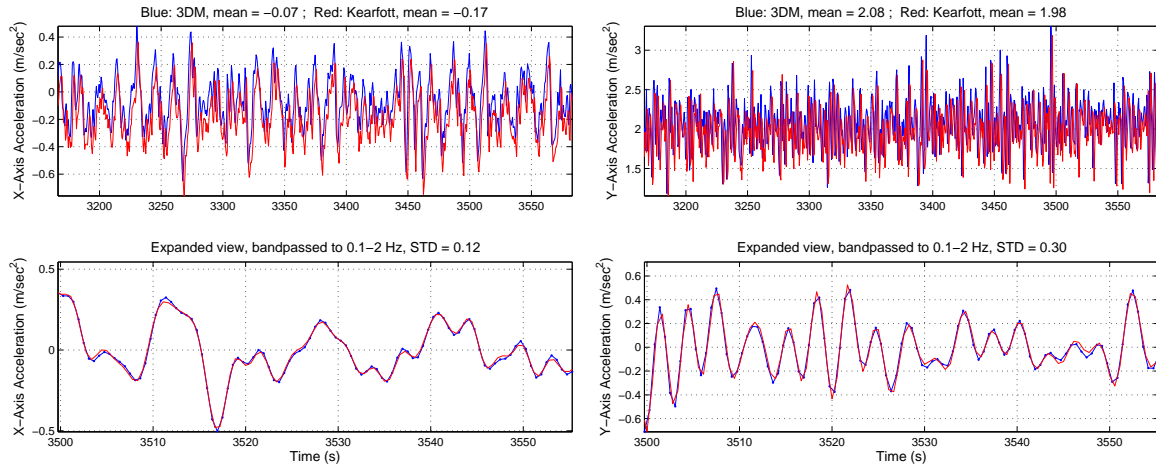 Blue: 3DM, mean = −0.07 ; Red: Kearfott, mean = −0.17
X−Axis Acceleration (m/sec²)
0.4
0.2
0
−0.2
−0.4
−0.6
3200 3250 3300 3350 3400 3450 3500 3550
Blue: 3DM, mean = 2.08 ; Red: Kearfott, mean = 1.98
Y−Axis Acceleration (m/sec²)
3
2.5
2
1.5
3200 3250 3300 3350 3400 3450 3500 3550
Expanded view, bandpassed to 0.1−2 Hz, STD = 0.12
X−Axis Acceleration (m/sec²)
0.5
0
−0.5
3500 3510 3520 3530 3540 3550
Time (s)
Expanded view, bandpassed to 0.1−2 Hz, STD = 0.30
Y−Axis Acceleration (m/sec²)
0.6
0.4
0.2
0
−0.2
−0.4
−0.6
3500 3510 3520 3530 3540 3550
Time (s)